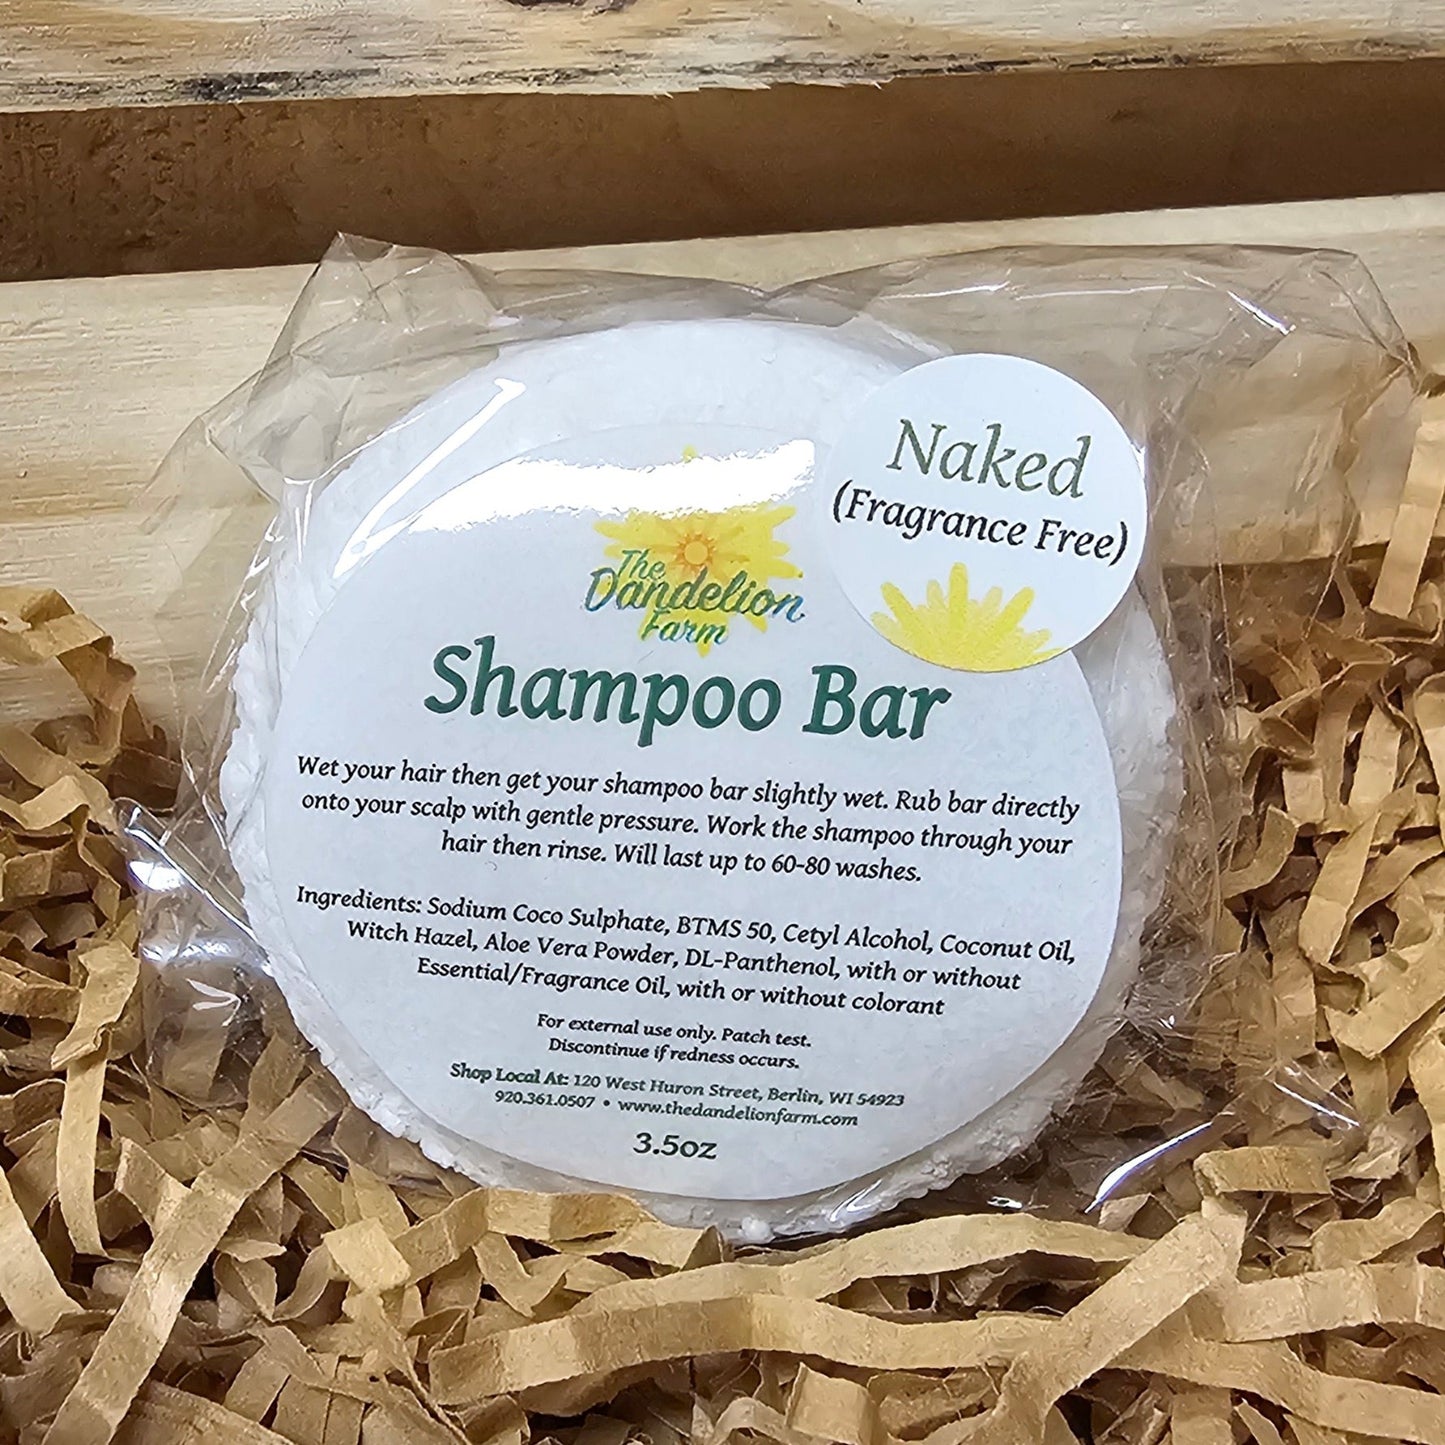 Naked
(Fragrance Free)
The
Dandelion
Farm
Shampoo Bar
Wet your hair then get your shampoo bar slightly wet. Rub bar directly
onto your scalp with gentle pressure. Work the shampoo through your
hair then rinse. Will last up to 60-80 washes.
Ingredients: Sodium Coco Sulphate, BTMS 50, Cetyl Alcohol, Coconut Oil,
Witch Hazel, Aloe Vera Powder, DL-Panthenol, with or without
Essential/Fragrance Oil, with or without colorant
For external use only. Patch test.
Discontinue if redness occurs.
Shop Local At: 120 West Huron Street, Berlin, WI 54923
920.361.0507 • www.thedandelionfarm.com
3.5oz